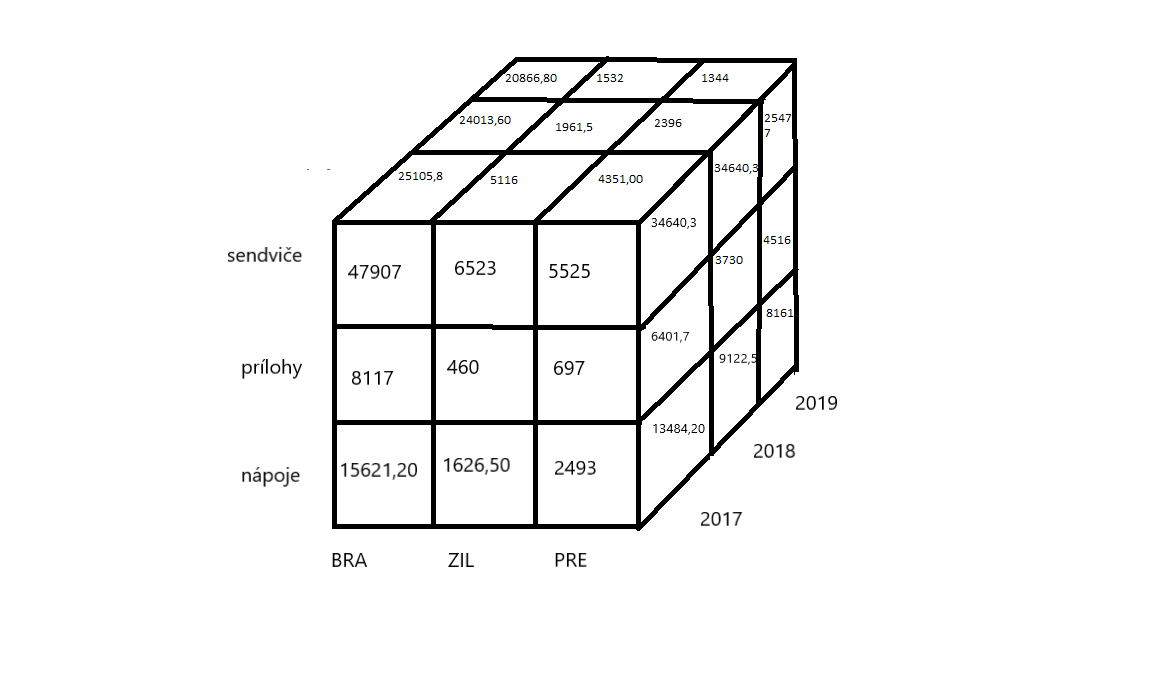 20866,80 1532 1344
24013,60 1961,5 2396
25105,8 5116 4351,00
2547
7
34640,3
34640,3
sendviče 47907 6523 5525
3730 4516
6401,7 9122,5 8161
prílohy 8117 460 697
13484,20
nápoje 15621,20 1626,50 2493
2019
2018
2017
BRA ZIL PRE